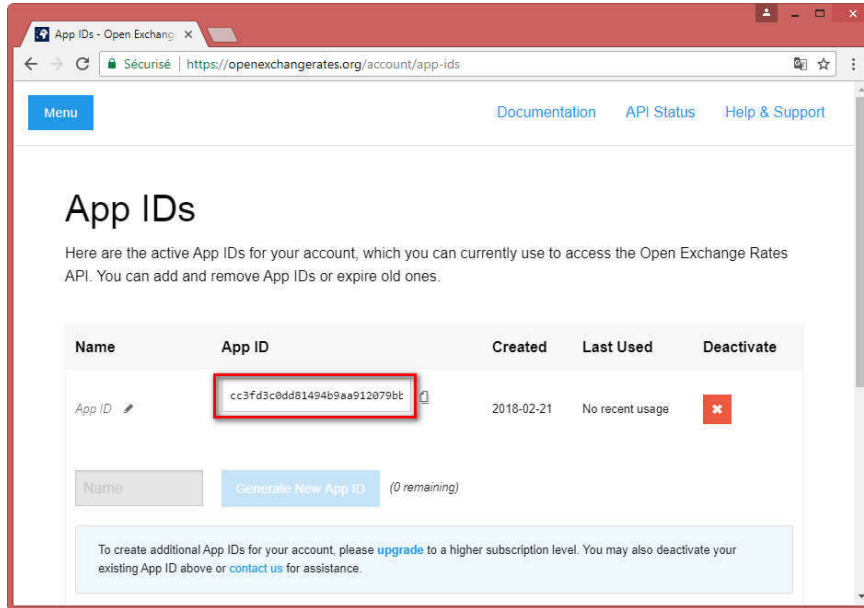 App IDs - Open Exchang
Sécurisé | https://openexchangerates.org/account/app-ids
Menu Documentation API Status Help & Support
App IDs
Here are the active App IDs for your account, which you can currently use to access the Open Exchange Rates
API. You can add and remove App IDs or expire old ones.
Name App ID Created Last Used Deactivate
App ID cc3fd3c0dd81494b9aa912079bb 2018-02-21 No recent usage
Name Generate New App ID (0 remaining)
To create additional App IDs for your account, please upgrade to a higher subscription level. You may also deactivate your
existing App ID above or contact us for assistance.